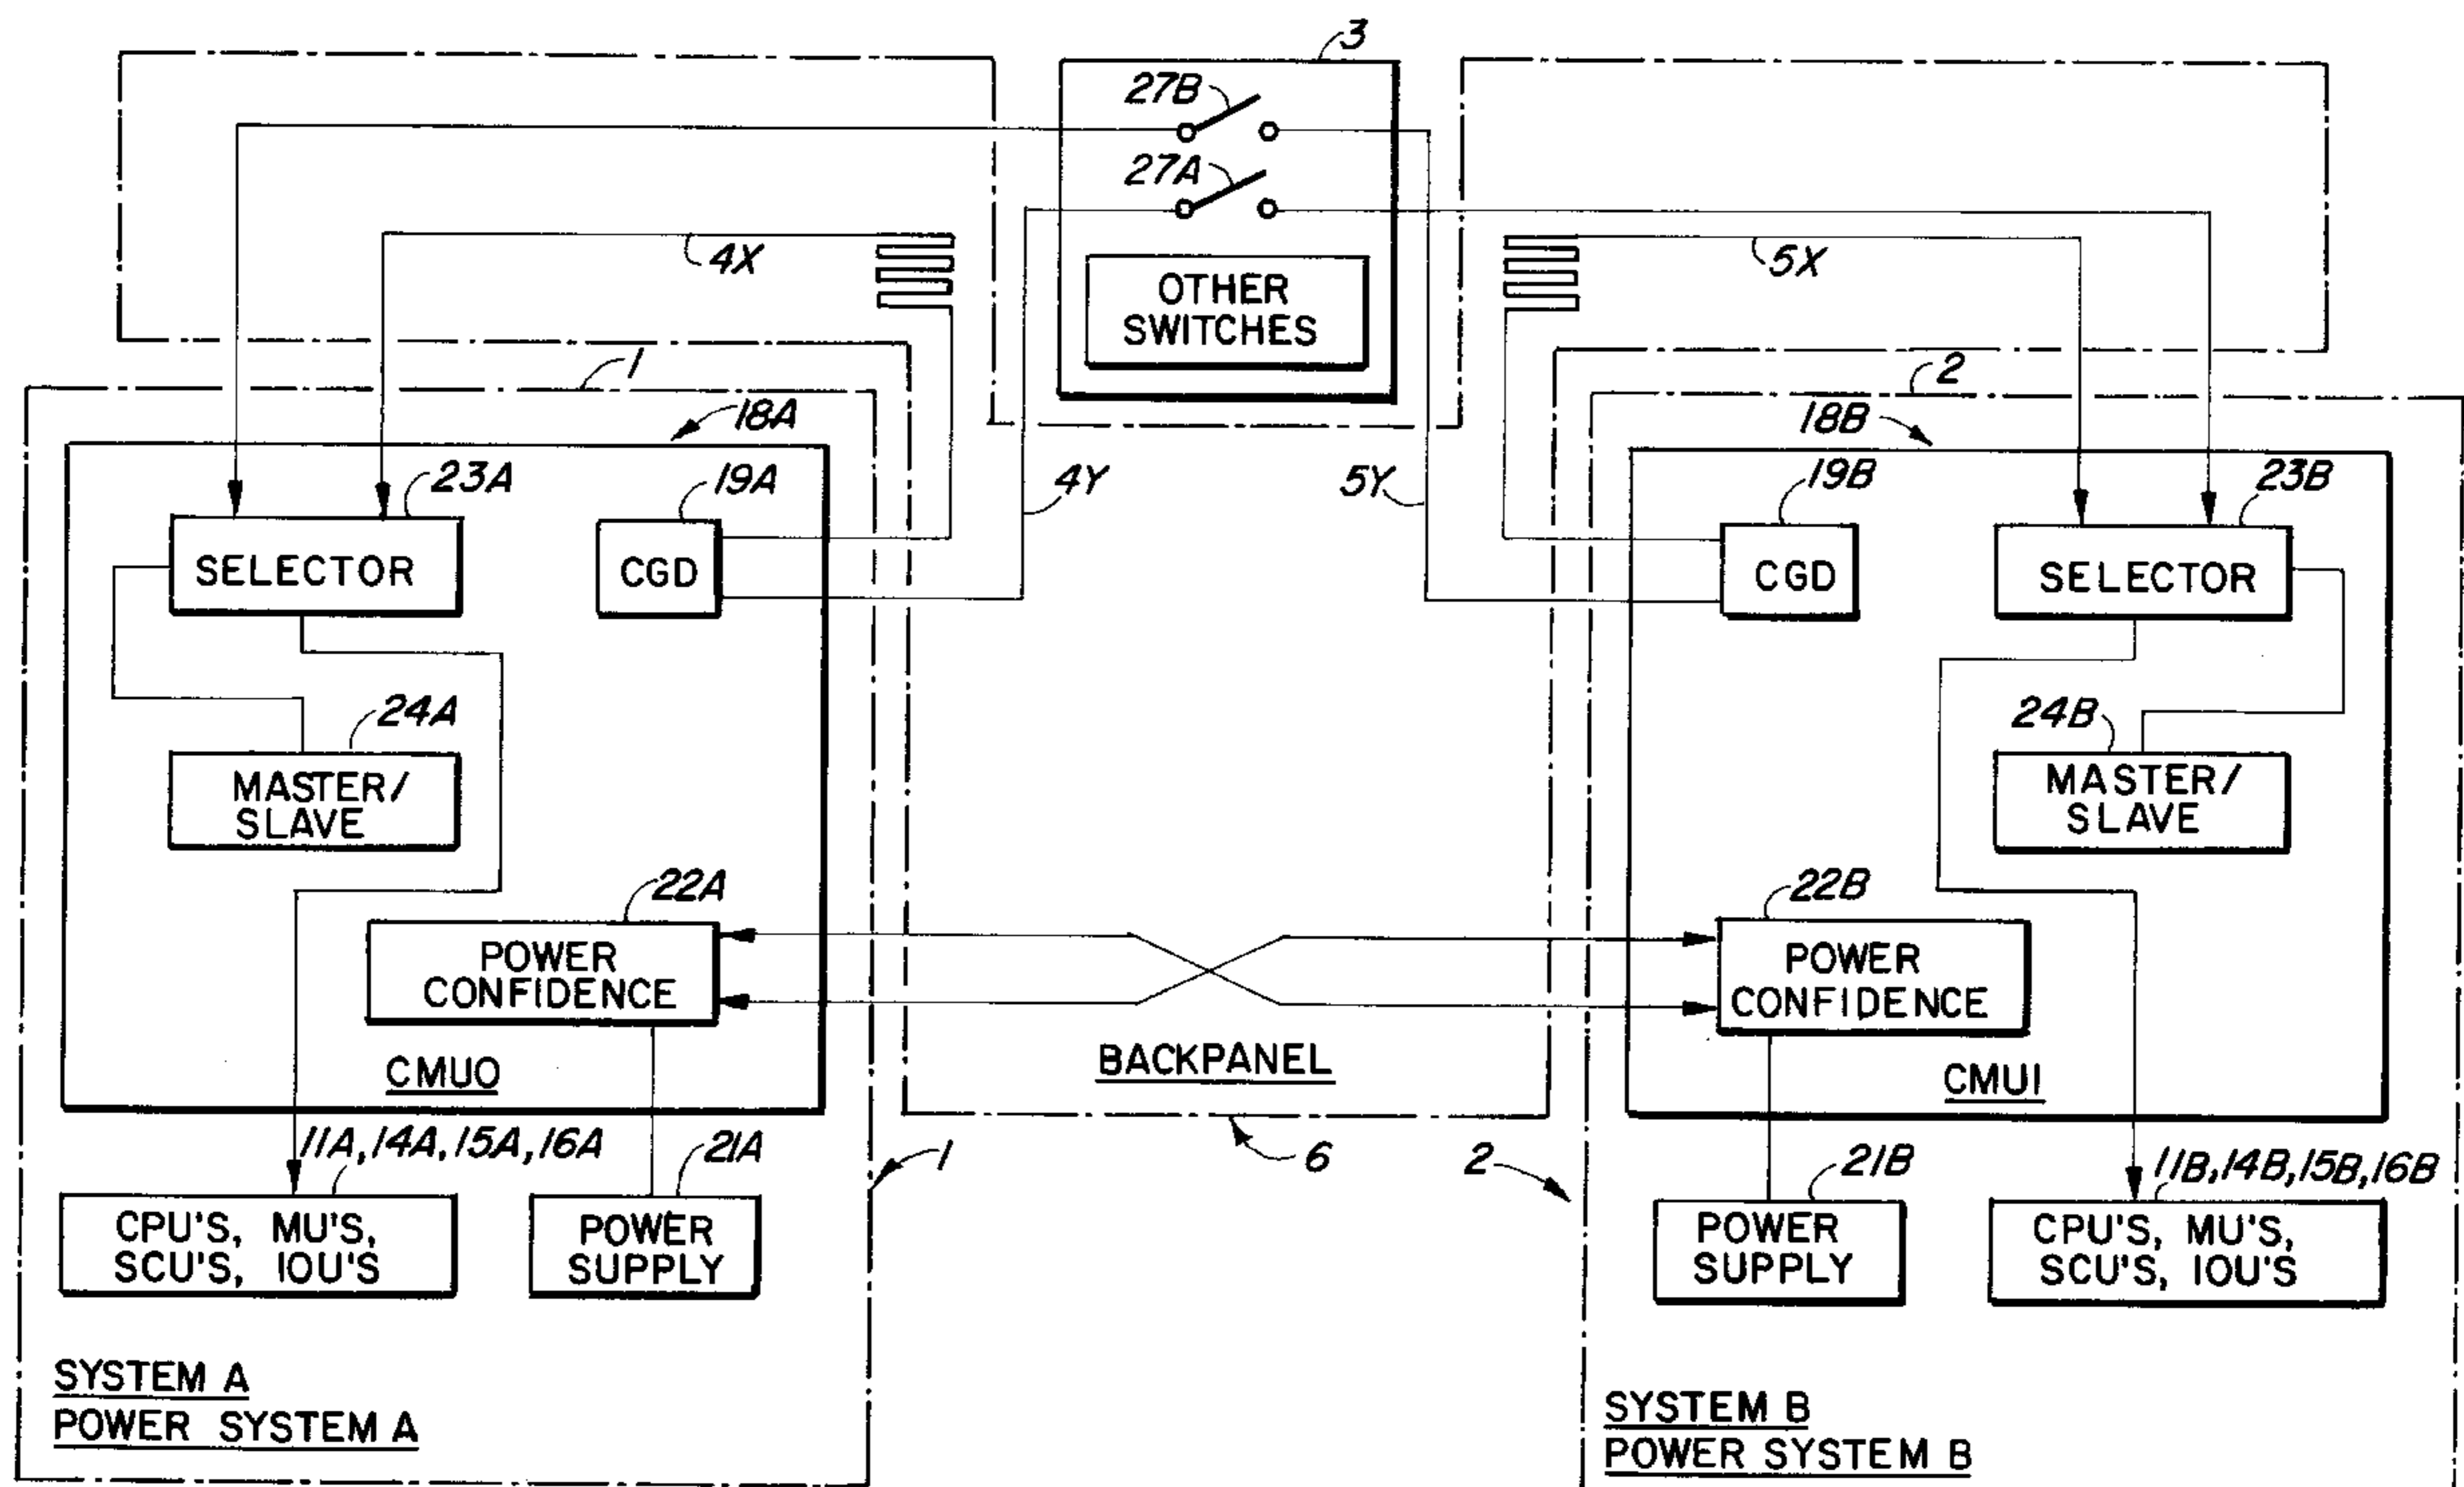 3
27B
27A
4X
5X
OTHER
SWITCHES
1
2
18A
18B
23A
19A
4Y
5Y
19B
23B
SELECTOR
CGD
CGD
SELECTOR
24A
24B
MASTER/
SLAVE
MASTER/
SLAVE
22A
22B
POWER
CONFIDENCE
POWER
CONFIDENCE
CMU0
BACKPANEL
CMU1
11A, 14A, 15A, 16A
21A
1
6
2
21B
11B, 14B, 15B, 16B
CPU'S, MU'S,
SCU'S, IOU'S
POWER
SUPPLY
POWER
SUPPLY
CPU'S, MU'S,
SCU'S, IOU'S
SYSTEM A
POWER SYSTEM A
SYSTEM B
POWER SYSTEM B